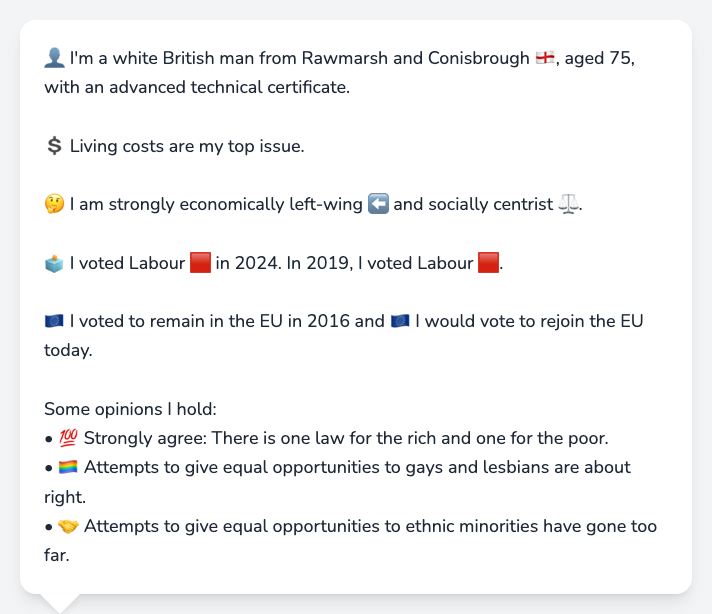 👤 I'm a white British man from Rawmarsh and Conisbrough 🏴󠁧󠁢󠁥󠁮󠁧󠁿, aged 75,
with an advanced technical certificate.
💲 Living costs are my top issue.
🤔 I am strongly economically left-wing ⬅️ and socially centrist ⚖️.
🗳️ I voted Labour 🟥 in 2024. In 2019, I voted Labour 🟥.
🇪🇺 I voted to remain in the EU in 2016 and 🇪🇺 I would vote to rejoin the EU
today.
Some opinions I hold:
• 💯 Strongly agree: There is one law for the rich and one for the poor.
• 🏳️‍🌈 Attempts to give equal opportunities to gays and lesbians are about
right.
• 🤝 Attempts to give equal opportunities to ethnic minorities have gone too
far.